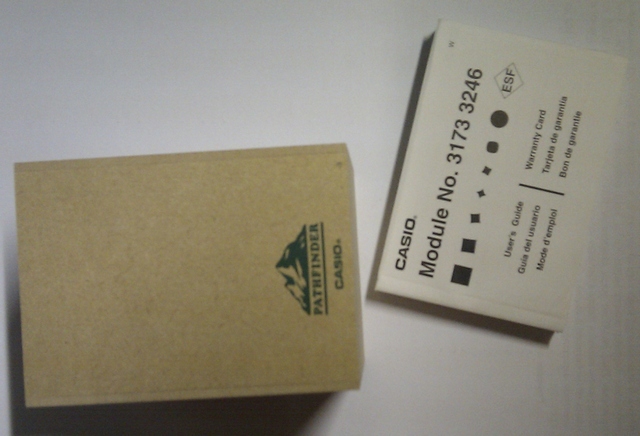 PATHFINDER
CASIO®
CASIO®
Module No. 3173 3246
ESF
User's Guide
Guía del usuario
Mode d'emploi
Warranty Card
Tarjeta de garantía
Bon de garantie
W